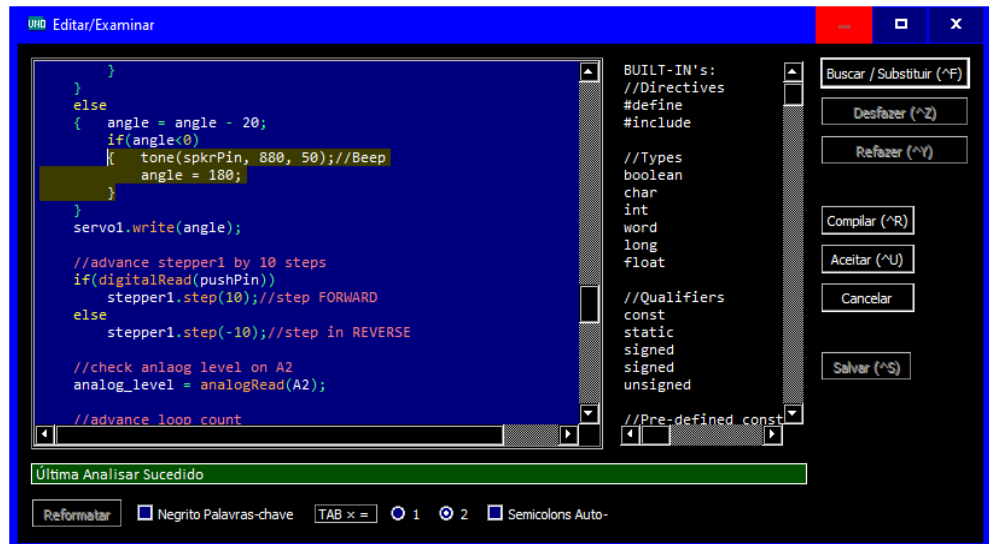 UNO Editar/Examinar
}
}
else
{ angle = angle - 20;
if(angle<0)
{ tone(spkrPin, 880, 50);//Beep
angle = 180;
}
}
servo1.write(angle);
//advance stepper1 by 10 steps
if(digitalRead(pushPin))
stepper1.step(10);//step FORWARD
else
stepper1.step(-10);//step in REVERSE
//check anlaog level on A2
analog_level = analogRead(A2);
//advance loop count
BUILT-IN's:
//Directives
#define
#include
//Types
boolean
char
int
word
long
float
//Qualifiers
const
static
signed
signed
unsigned
//Pre-defined const
Buscar / Substituir (^F)
Desfazer (^Z)
Refazer (^Y)
Compilar (^R)
Aceitar (^U)
Cancelar
Salvar (^S)
Última Analisar Sucedido
Reformatar Negrito Palavras-chave TAB × = 1 2 Semicolons Auto-